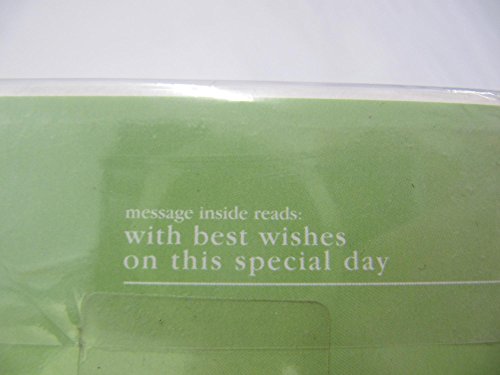 message inside reads:
with best wishes
on this special day